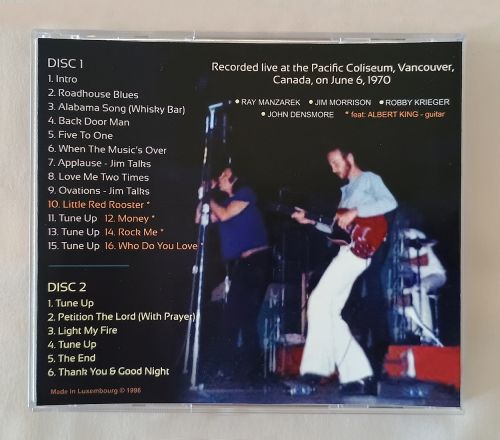 DISC 1
1. Intro
2. Roadhouse Blues
3. Alabama Song (Whisky Bar)
4. Back Door Man
5. Five To One
6. When The Music's Over
7. Applause - Jim Talks
8. Love Me Two Times
9. Ovations - Jim Talks
10. Little Red Rooster *
11. Tune Up 12. Money *
13. Tune Up 14. Rock Me *
15. Tune Up 16. Who Do You Love *
DISC 2
1. Tune Up
2. Petition The Lord (With Prayer)
3. Light My Fire
4. Tune Up
5. The End
6. Thank You & Good Night
Made in Luxembourg © 1996
Recorded live at the Pacific Coliseum, Vancouver,
Canada, on June 6, 1970
• RAY MANZAREK • JIM MORRISON • ROBBY KRIEGER
• JOHN DENSMORE * feat: ALBERT KING - guitar